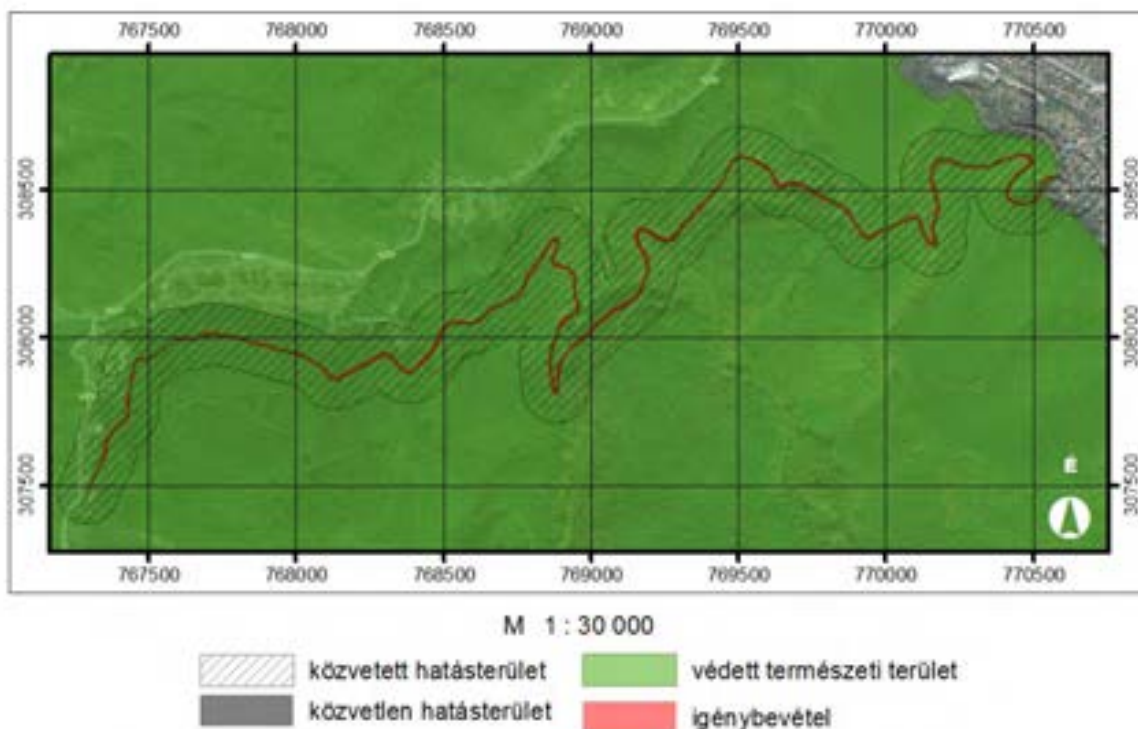 767500 768000 768500 769000 769500 770000 770500
308500 308500
308000 308000
307500 307500
É
767500 768000 768500 769000 769500 770000 770500
M 1 : 30 000
közvetett hatásterület védett természeti terület
közvetlen hatásterület igénybevétel